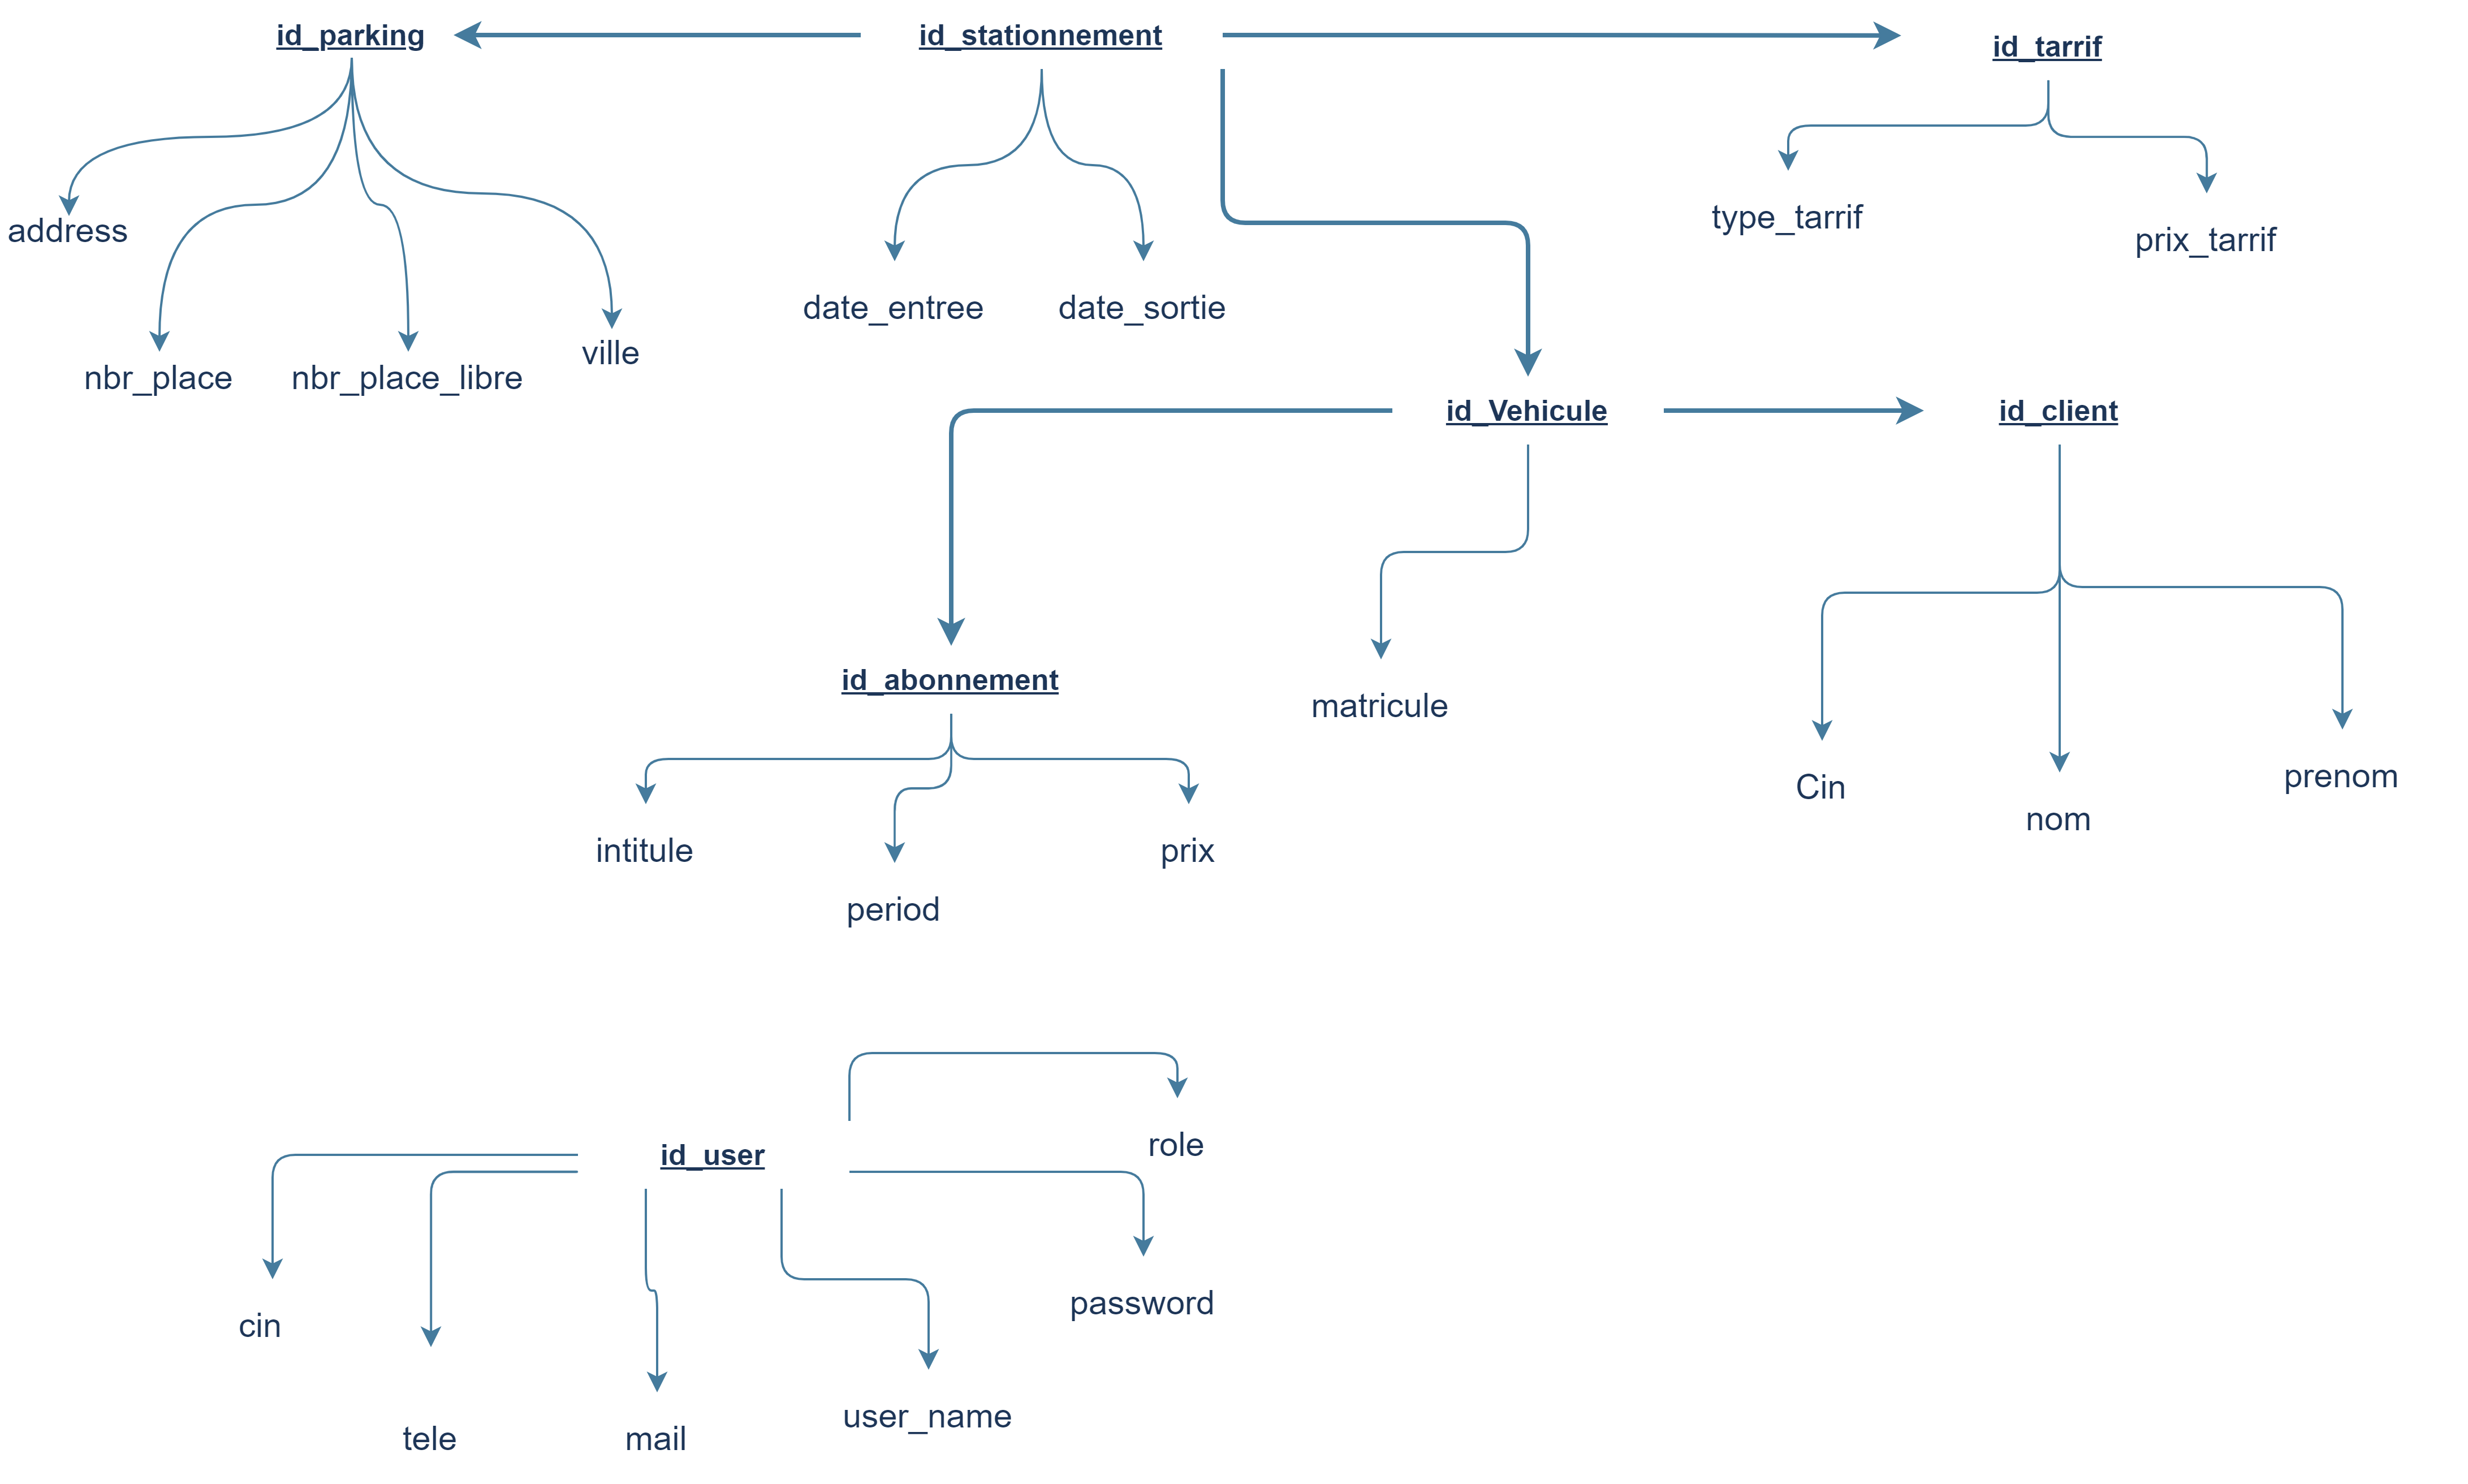 id_parking
id_stationnement
id_tarrif
address
type_tarrif
prix_tarrif
date_entree
date_sortie
ville
nbr_place
nbr_place_libre
id_Vehicule
id_client
id_abonnement
matricule
Cin
nom
prenom
intitule
period
prix
role
id_user
password
cin
tele
mail
user_name